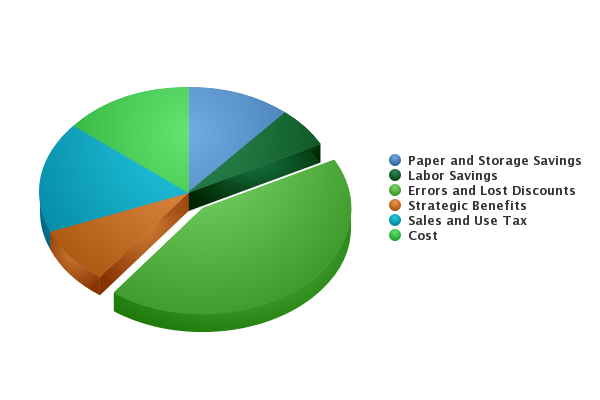 Paper and Storage Savings
Labor Savings
Errors and Lost Discounts
Strategic Benefits
Sales and Use Tax
Cost